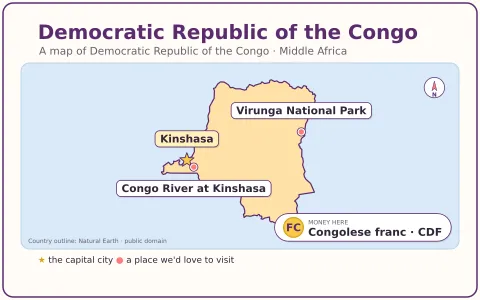 Democratic Republic of the Congo
A map of Democratic Republic of the Congo · Middle Africa
N
Virunga National Park
Kinshasa
Congo River at Kinshasa
FC
MONEY HERE
Congolese franc · CDF
Country outline: Natural Earth · public domain
★ the capital city ● a place we'd love to visit